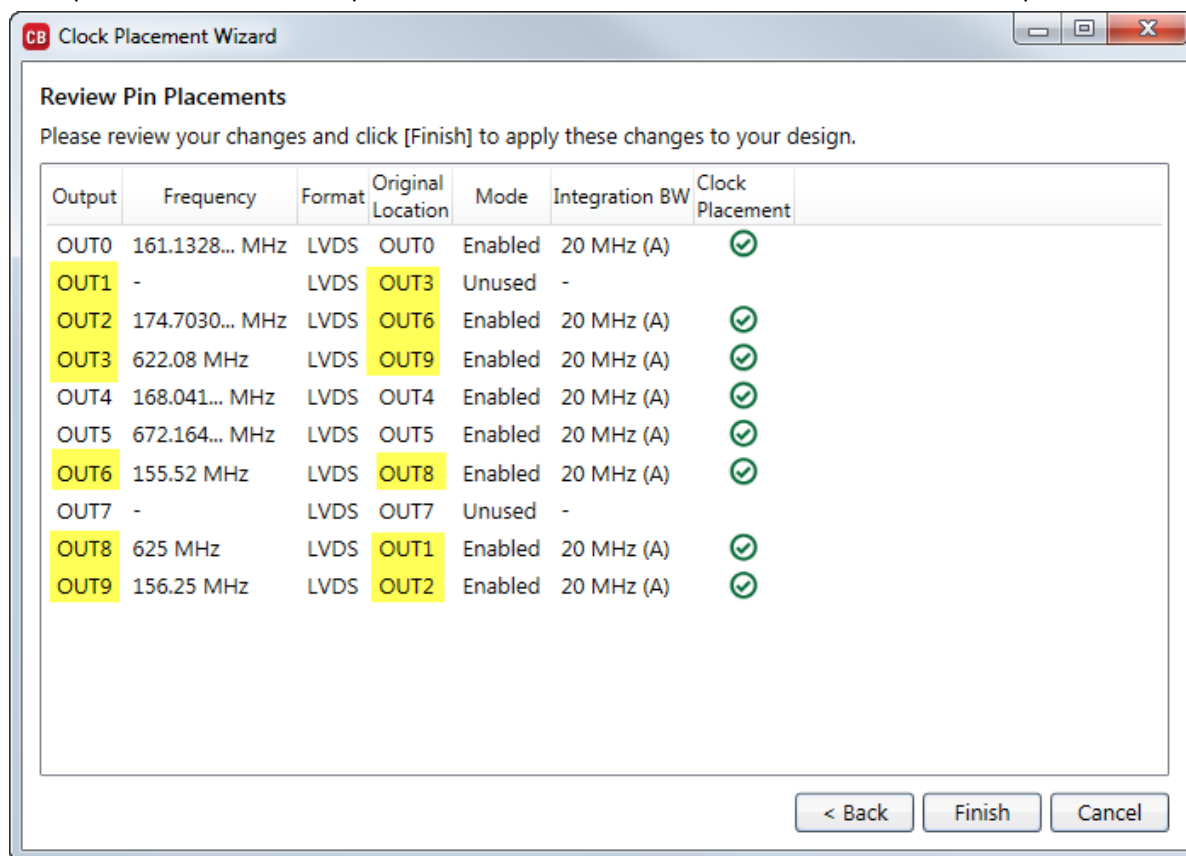 CB Clock Placement Wizard
Review Pin Placements
Please review your changes and click [Finish] to apply these changes to your design.
Output Frequency Format Original Location Mode Integration BW Clock Placement
OUT0 161.1328... MHz LVDS OUT0 Enabled 20 MHz (A)
OUT1 - LVDS OUT3 Unused -
OUT2 174.7030... MHz LVDS OUT6 Enabled 20 MHz (A)
OUT3 622.08 MHz LVDS OUT9 Enabled 20 MHz (A)
OUT4 168.041... MHz LVDS OUT4 Enabled 20 MHz (A)
OUT5 672.164... MHz LVDS OUT5 Enabled 20 MHz (A)
OUT6 155.52 MHz LVDS OUT8 Enabled 20 MHz (A)
OUT7 - LVDS OUT7 Unused -
OUT8 625 MHz LVDS OUT1 Enabled 20 MHz (A)
OUT9 156.25 MHz LVDS OUT2 Enabled 20 MHz (A)
< Back Finish Cancel